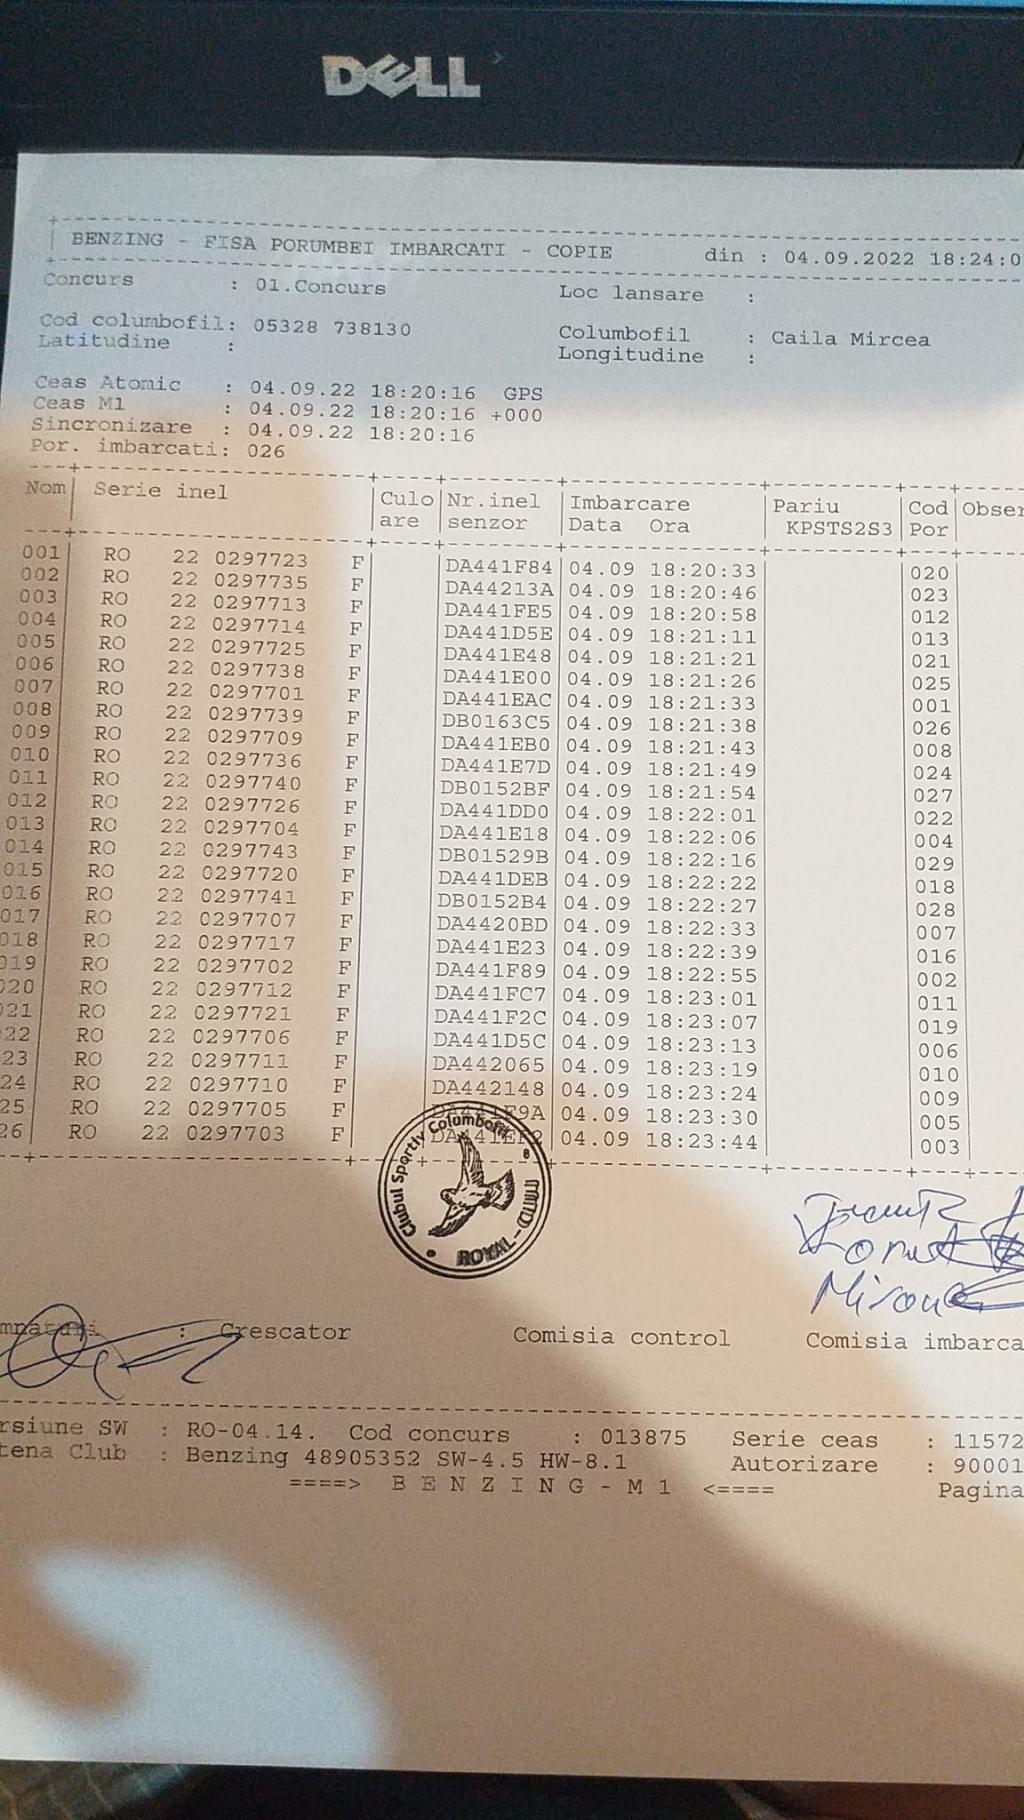 DELL
BENZING - FISA PORUMBEI IMBARCATI - COPIE din : 04.09.2022 18:24:0
Concurs : 01.Concurs Loc lansare :
Cod columbofil: 05328 738130 Columbofil : Caila Mircea
Latitudine : Longitudine :
Ceas Atomic : 04.09.22 18:20:16 GPS
Ceas M1 : 04.09.22 18:20:16 +000
Sincronizare : 04.09.22 18:20:16
Por. imbarcati: 026
Nom Serie inel Culo Nr.inel Imbarcare Pariu Cod Obser
are senzor Data Ora KPSTS2S3 Por
001 RO 22 0297723 F DA441F84 04.09 18:20:33 020
002 RO 22 0297735 F DA44213A 04.09 18:20:46 023
003 RO 22 0297713 F DA441FE5 04.09 18:20:58 012
004 RO 22 0297714 F DA441D5E 04.09 18:21:11 013
005 RO 22 0297725 F DA441E48 04.09 18:21:21 021
006 RO 22 0297738 F DA441E00 04.09 18:21:26 025
007 RO 22 0297701 F DA441EAC 04.09 18:21:33 001
008 RO 22 0297739 F DB0163C5 04.09 18:21:38 026
009 RO 22 0297709 F DA441EB0 04.09 18:21:43 008
010 RO 22 0297736 F DA441E7D 04.09 18:21:49 024
011 RO 22 0297740 F DB0152BF 04.09 18:21:54 027
012 RO 22 0297726 F DA441DD0 04.09 18:22:01 022
013 RO 22 0297704 F DA441E18 04.09 18:22:06 004
014 RO 22 0297743 F DB01529B 04.09 18:22:16 029
015 RO 22 0297720 F DA441DEB 04.09 18:22:22 018
016 RO 22 0297741 F DB0152B4 04.09 18:22:27 028
017 RO 22 0297707 F DA4420BD 04.09 18:22:33 007
018 RO 22 0297717 F DA441E23 04.09 18:22:39 016
019 RO 22 0297702 F DA441F89 04.09 18:22:55 002
020 RO 22 0297712 F DA441FC7 04.09 18:23:01 011
021 RO 22 0297721 F DA441F2C 04.09 18:23:07 019
22 RO 22 0297706 F DA441D5C 04.09 18:23:13 006
23 RO 22 0297711 F DA442065 04.09 18:23:19 010
24 RO 22 0297710 F DA442148 04.09 18:23:24 009
25 RO 22 0297705 F 04.09 18:23:30 005
26 RO 22 0297703 F 04.09 18:23:44 003
Clubul Sportiv Columbofil
ROYAL
: Crescator Comisia control Comisia imbarca
rsiune SW : RO-04.14. Cod concurs : 013875 Serie ceas : 11572
tena Club : Benzing 48905352 SW-4.5 HW-8.1 Autorizare : 90001
====> B E N Z I N G - M 1 <==== Pagina